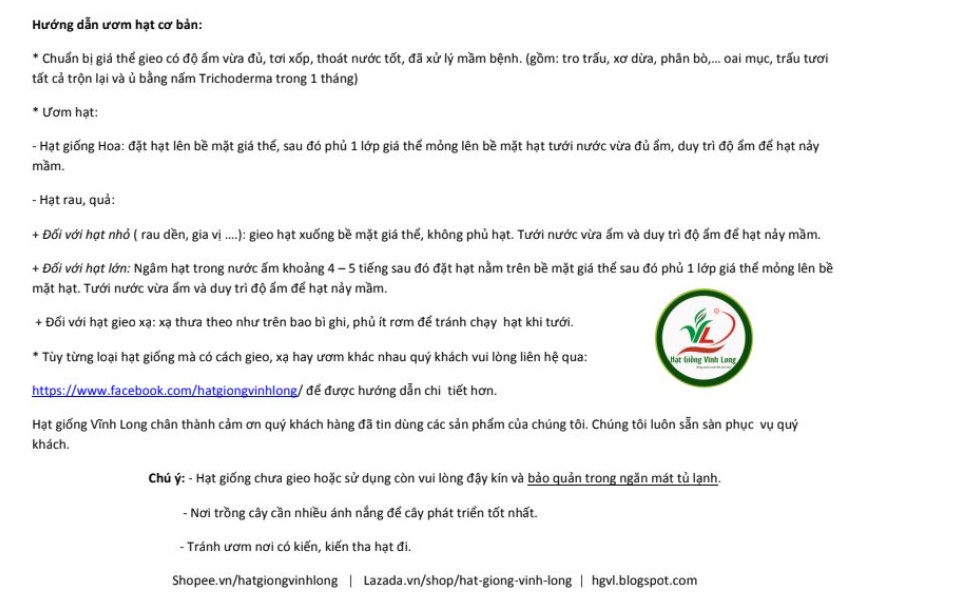 Hướng dẫn ươm hạt cơ bản:
* Chuẩn bị giá thể gieo có độ ẩm vừa đủ, tơi xốp, thoát nước tốt, đã xử lý mầm bệnh. (gồm: tro trấu, xơ dừa, phân bò,... oai mục, trấu tươi
tất cả trộn lại và ủ bằng nấm Trichoderma trong 1 tháng)
* Ươm hạt:
- Hạt giống Hoa: đặt hạt lên bề mặt giá thể, sau đó phủ 1 lớp giá thể mỏng lên bề mặt hạt tưới nước vừa đủ ẩm, duy trì độ ẩm để hạt nảy
mầm.
- Hạt rau, quả:
+ Đối với hạt nhỏ ( rau dền, gia vị ....): gieo hạt xuống bề mặt giá thể, không phủ hạt. Tưới nước vừa ẩm và duy trì độ ẩm để hạt nảy mầm.
+ Đối với hạt lớn: Ngâm hạt trong nước ấm khoảng 4 – 5 tiếng sau đó đặt hạt nằm trên bề mặt giá thể sau đó phủ 1 lớp giá thể mỏng lên bề
mặt hạt. Tưới nước vừa ẩm và duy trì độ ẩm để hạt nảy mầm.
+ Đối với hạt gieo xạ: xạ thưa theo như trên bao bì ghi, phủ ít rơm để tránh chạy hạt khi tưới.
VL
Hạt Giống Vĩnh Long
* Tùy từng loại hạt giống mà có cách gieo, xạ hay ươm khác nhau quý khách vui lòng liên hệ qua:
https://www.facebook.com/hatgiongvinhlong/ để được hướng dẫn chi tiết hơn.
Hạt giống Vĩnh Long chân thành cảm ơn quý khách hàng đã tin dùng các sản phẩm của chúng tôi. Chúng tôi luôn sẵn sàn phục vụ quý
khách.
Chú ý: - Hạt giống chưa gieo hoặc sử dụng còn vui lòng đậy kín và bảo quản trong ngăn mát tủ lạnh.
- Nơi trồng cây cần nhiều ánh nắng để cây phát triển tốt nhất.
- Tránh ươm nơi có kiến, kiến tha hạt đi.
Shopee.vn/hatgiongvinhlong | Lazada.vn/shop/hat-giong-vinh-long | hgvl.blogspot.com